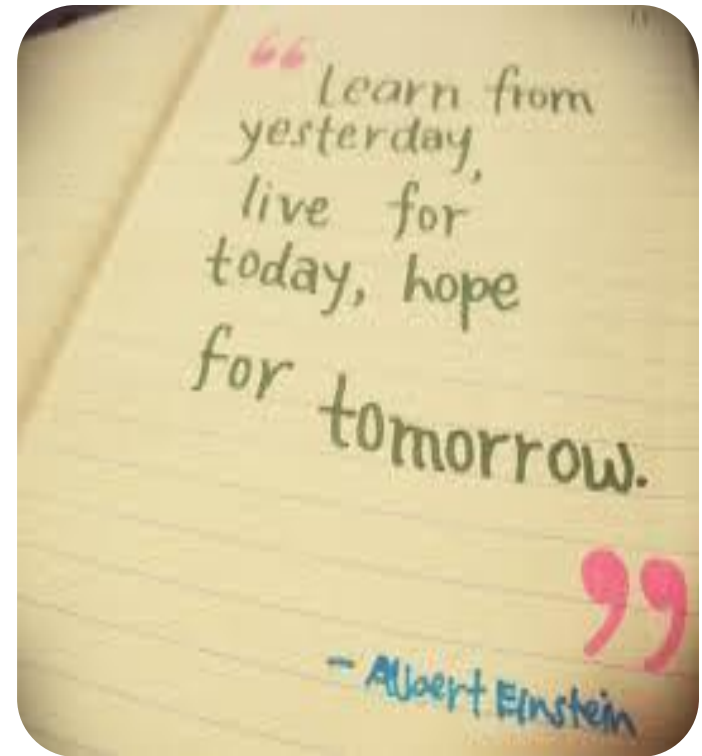 “ Learn from
yesterday,
live for
today, hope
for tomorrow.
”
- Albert Einstein